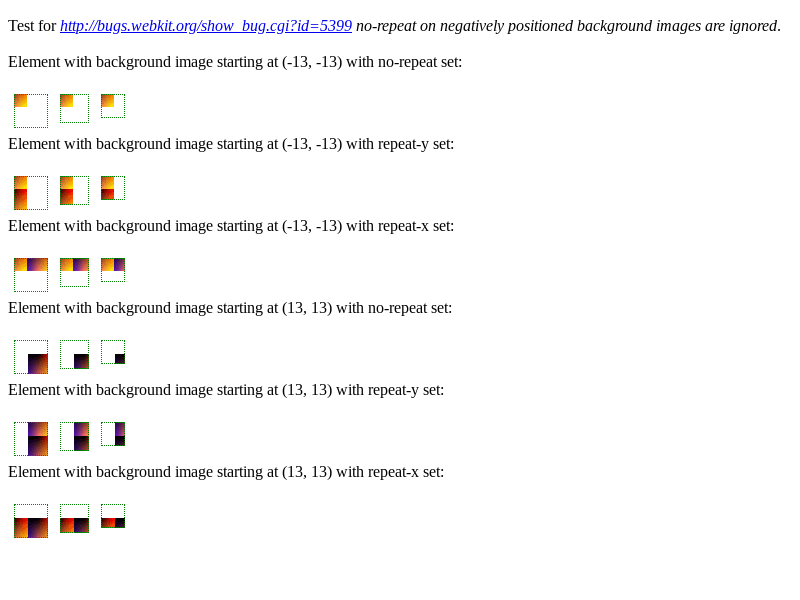 Test for http://bugs.webkit.org/show_bug.cgi?id=5399 no-repeat on negatively positioned background images are ignored.
Element with background image starting at (-13, -13) with no-repeat set:
Element with background image starting at (-13, -13) with repeat-y set:
Element with background image starting at (-13, -13) with repeat-x set:
Element with background image starting at (13, 13) with no-repeat set:
Element with background image starting at (13, 13) with repeat-y set:
Element with background image starting at (13, 13) with repeat-x set: